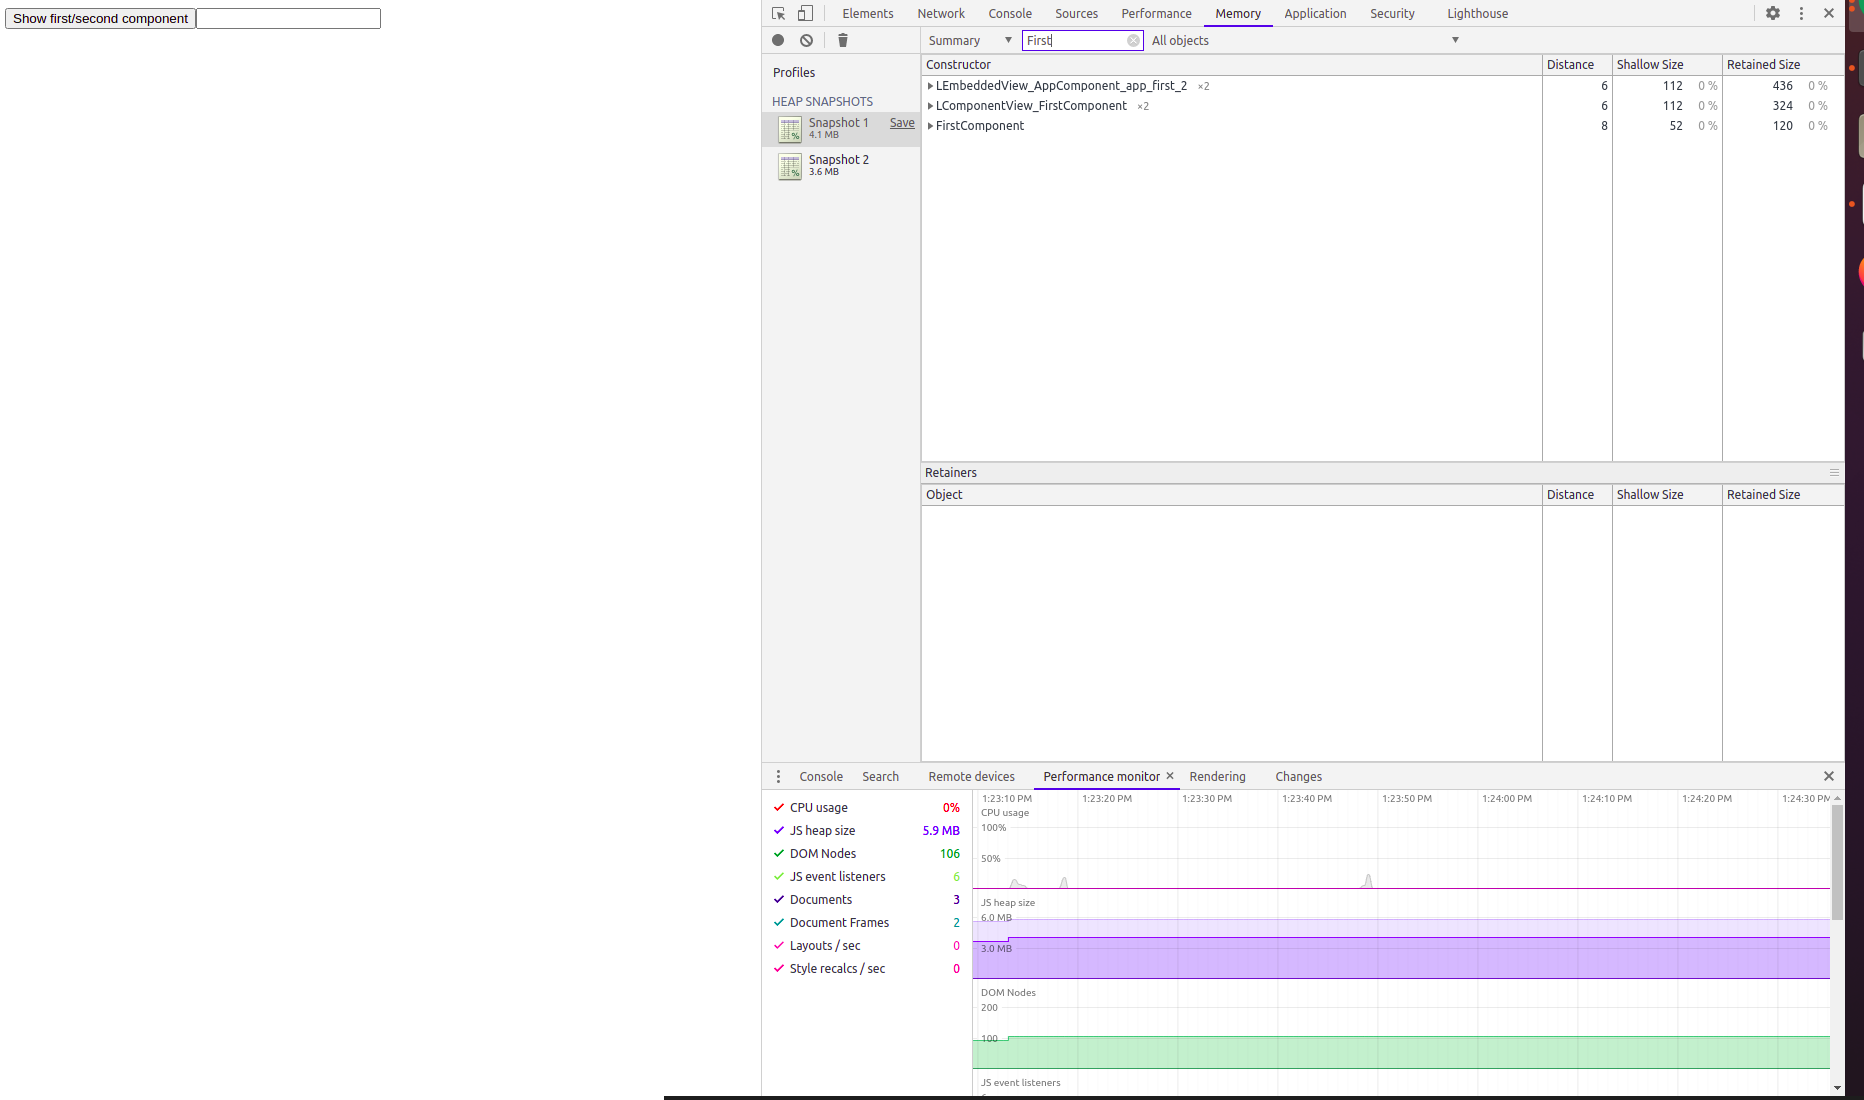 Show first/second component
Elements Network Console Sources Performance Memory Application Security Lighthouse
Summary First All objects
Profiles
HEAP SNAPSHOTS
Snapshot 1 Save
4.1 MB
Snapshot 2
3.6 MB
Constructor Distance Shallow Size Retained Size
LEmbeddedView_AppComponent_app_first_2 ×2 6 112 0 % 436 0 %
LComponentView_FirstComponent ×2 6 112 0 % 324 0 %
FirstComponent 8 52 0 % 120 0 %
Retainers
Object Distance Shallow Size Retained Size
Console Search Remote devices Performance monitor Rendering Changes
CPU usage 0%
JS heap size 5.9 MB
DOM Nodes 106
JS event listeners 6
Documents 3
Document Frames 2
Layouts / sec 0
Style recalcs / sec 0
1:23:10 PM 1:23:20 PM 1:23:30 PM 1:23:40 PM 1:23:50 PM 1:24:00 PM 1:24:10 PM 1:24:20 PM 1:24:30 PM
CPU usage
100%
50%
JS heap size
6.0 MB
3.0 MB
DOM Nodes
200
100
JS event listeners